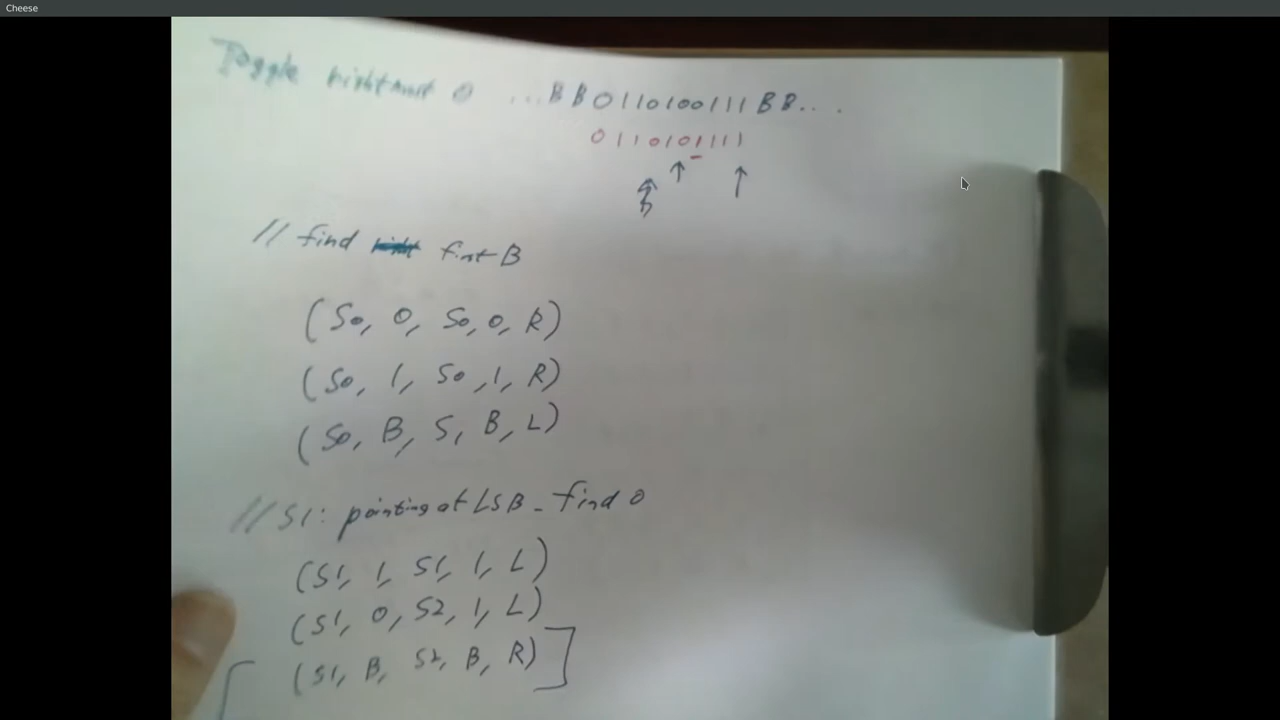 Cheese
Toggle rightmost 0 ...BB0110100111BB....
0110101111
// find first B
(S0, 0, S0, 0, R)
(S0, 1, S0, 1, R)
(S0, B, S, B, L)
// S1: pointing at LSB - find 0
(S1, 1, S1, 1, L)
(S1, 0, S2, 1, L)
[(S1, B, S2, B, R)]